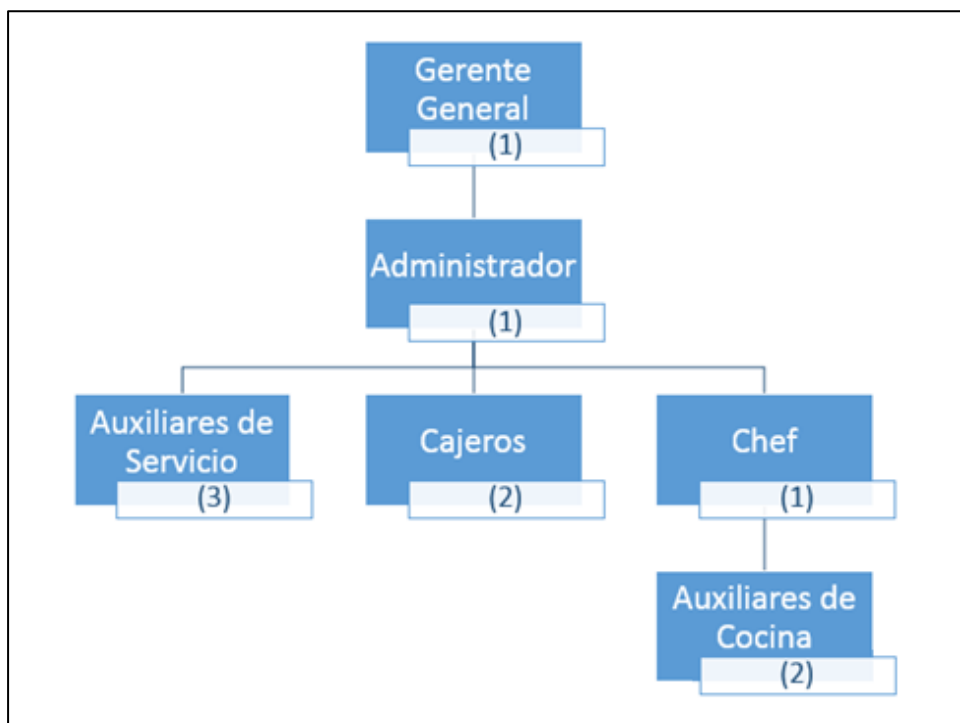 Gerente
General
(1)
Administrador
(1)
Auxiliares de
Servicio
(3)
Cajeros
(2)
Chef
(1)
Auxiliares de
Cocina
(2)